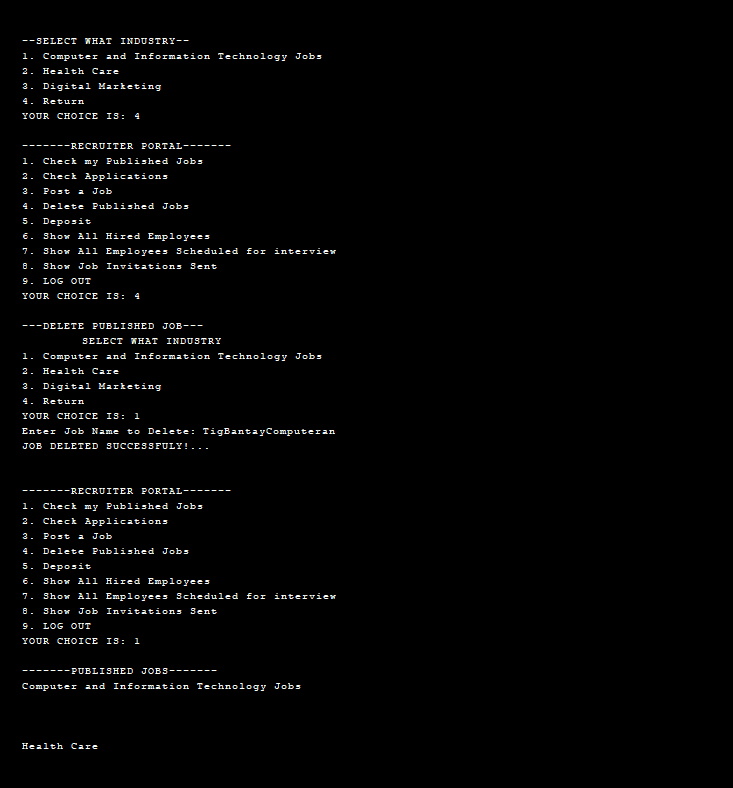 --SELECT WHAT INDUSTRY--
1. Computer and Information Technology Jobs
2. Health Care
3. Digital Marketing
4. Return
YOUR CHOICE IS: 4
-------RECRUITER PORTAL-------
1. Check my Published Jobs
2. Check Applications
3. Post a Job
4. Delete Published Jobs
5. Deposit
6. Show All Hired Employees
7. Show All Employees Scheduled for interview
8. Show Job Invitations Sent
9. LOG OUT
YOUR CHOICE IS: 4
---DELETE PUBLISHED JOB---
SELECT WHAT INDUSTRY
1. Computer and Information Technology Jobs
2. Health Care
3. Digital Marketing
4. Return
YOUR CHOICE IS: 1
Enter Job Name to Delete: TigBantayComputeran
JOB DELETED SUCCESSFULY!...
-------RECRUITER PORTAL-------
1. Check my Published Jobs
2. Check Applications
3. Post a Job
4. Delete Published Jobs
5. Deposit
6. Show All Hired Employees
7. Show All Employees Scheduled for interview
8. Show Job Invitations Sent
9. LOG OUT
YOUR CHOICE IS: 1
-------PUBLISHED JOBS-------
Computer and Information Technology Jobs
Health Care